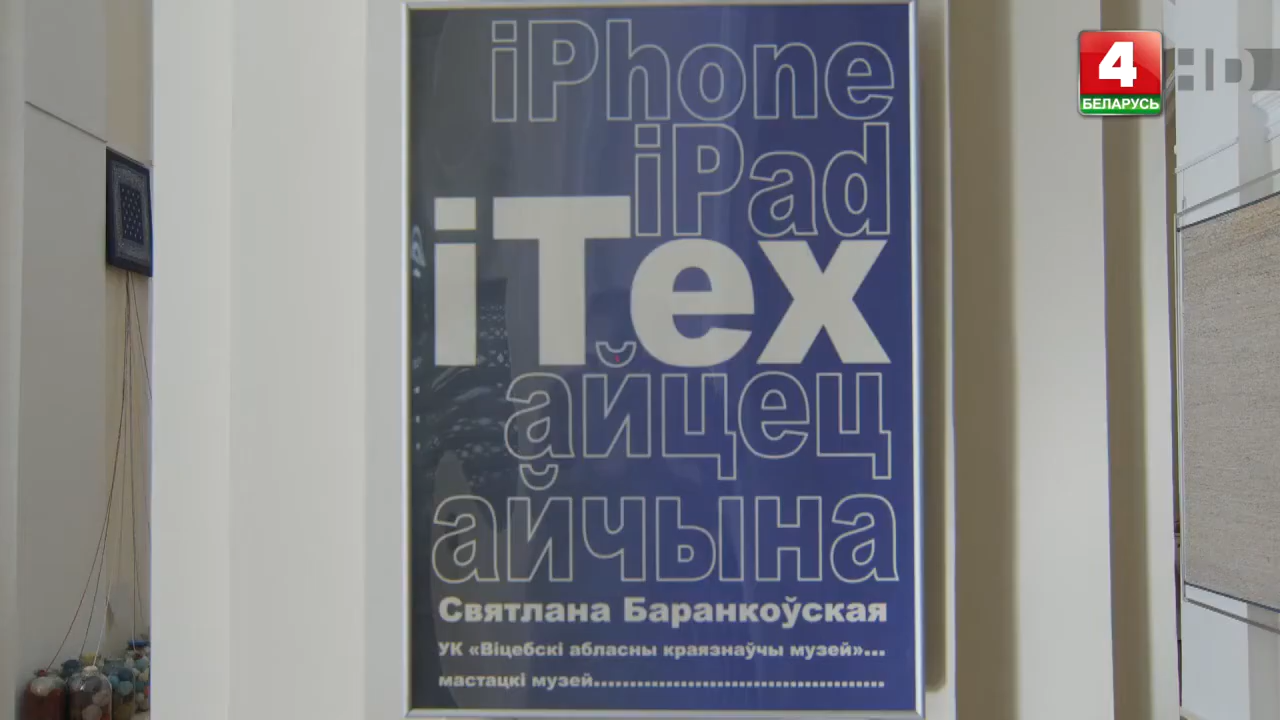 iPhone
iPad
iTex
айцец
айчына
Святлана Баранкоўская
УК «Віцебскі абласны краязнаўчы музей»...
мастацкі музей........................................
4
БЕЛАРУСЬ
HD